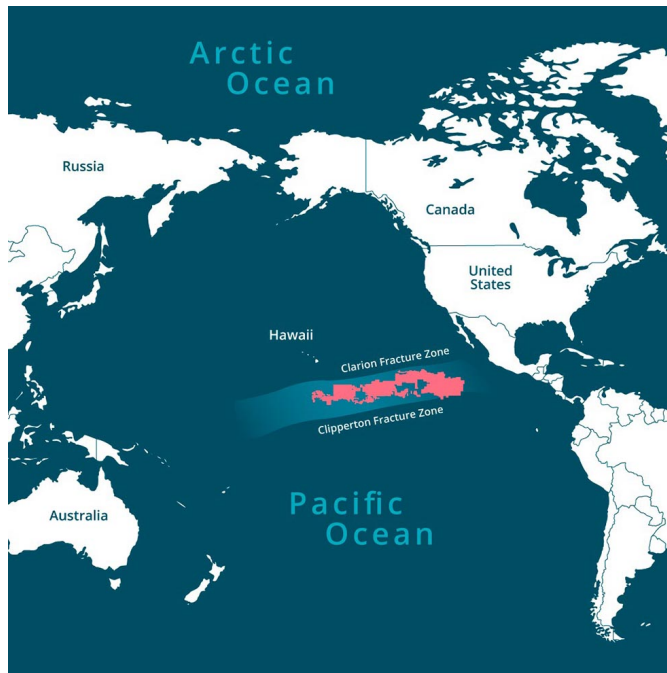 Arctic
Ocean
Russia
Canada
United
States
Hawaii
Clarion Fracture Zone
Clipperton Fracture Zone
Pacific
Ocean
Australia